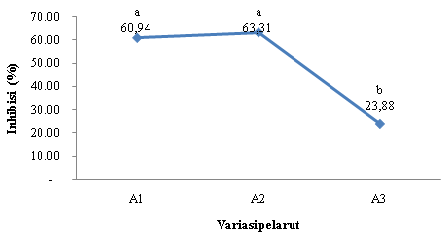 70.00
60.00
50.00
40.00
30.00
20.00
10.00
-
Inhibisi (%)
a
60,94
a
63,31
b
23,88
A1 A2 A3
Variasipelarut